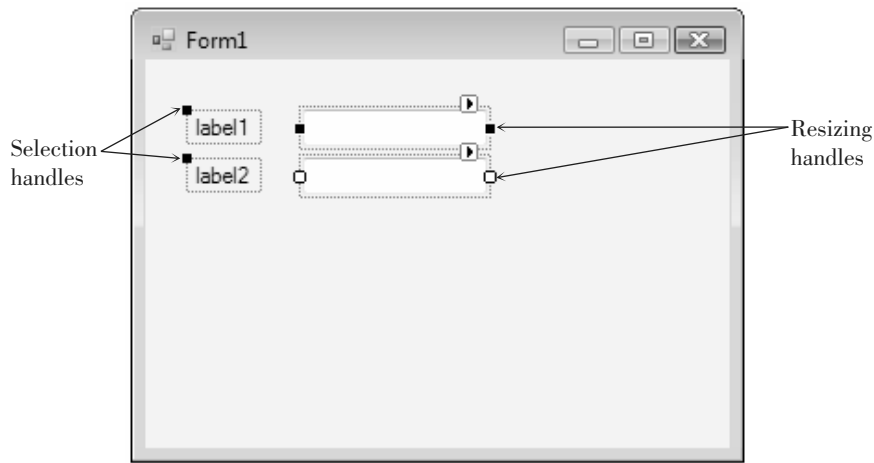 Form1
label1
Selection
handles
label2
Resizing
handles